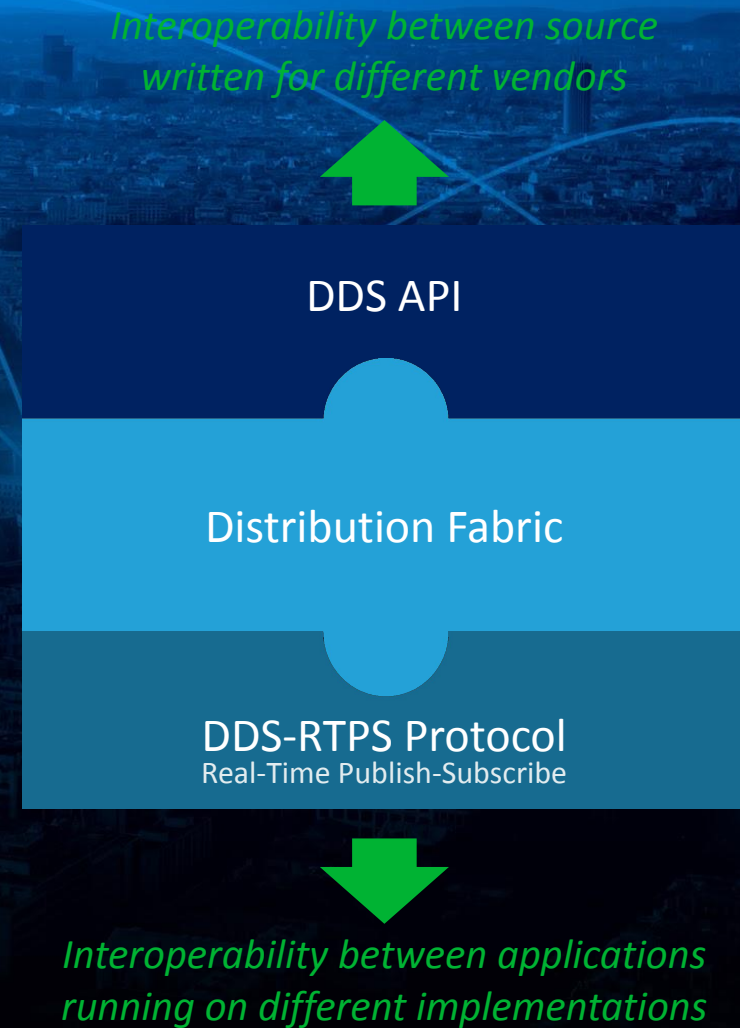 Interoperability between source
written for different vendors
DDS API
Distribution Fabric
DDS-RTPS Protocol
Real-Time Publish-Subscribe
Interoperability between applications
running on different implementations